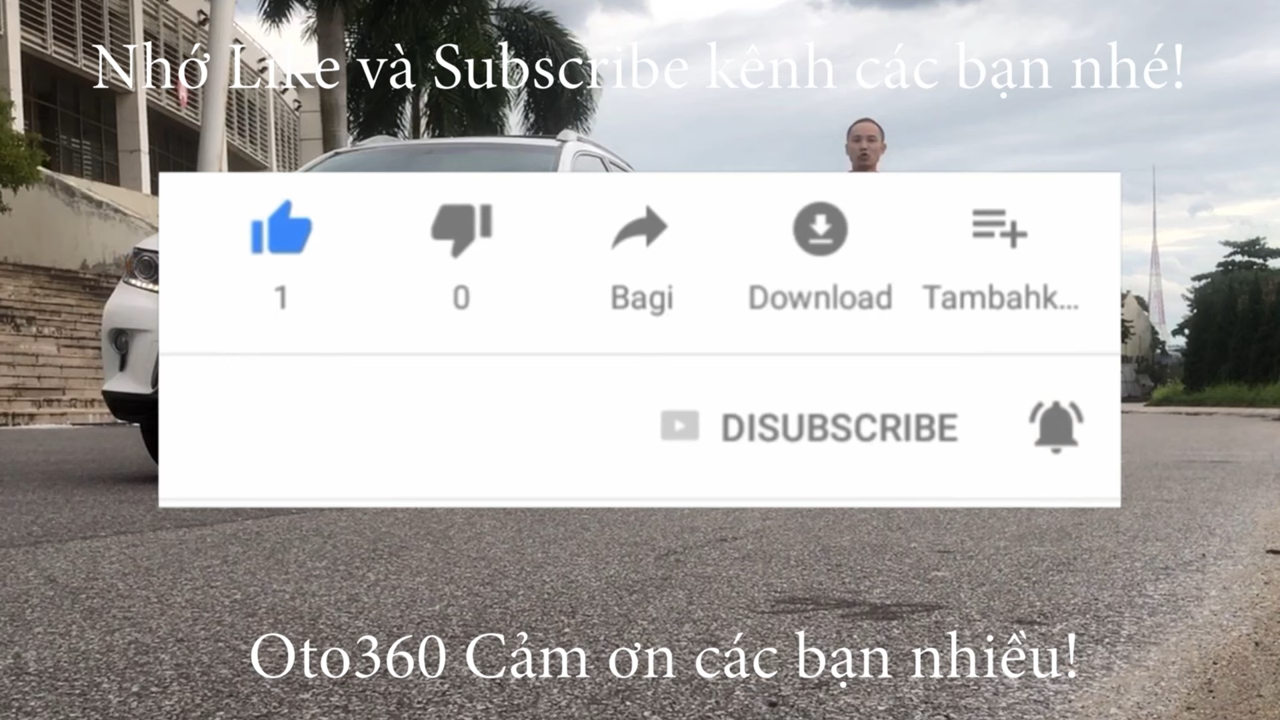 Nhớ Like và Subscribe kênh các bạn nhé!
1 0 Bagi Download Tambahk...
DISUBSCRIBE
Oto360 Cảm ơn các bạn nhiều!